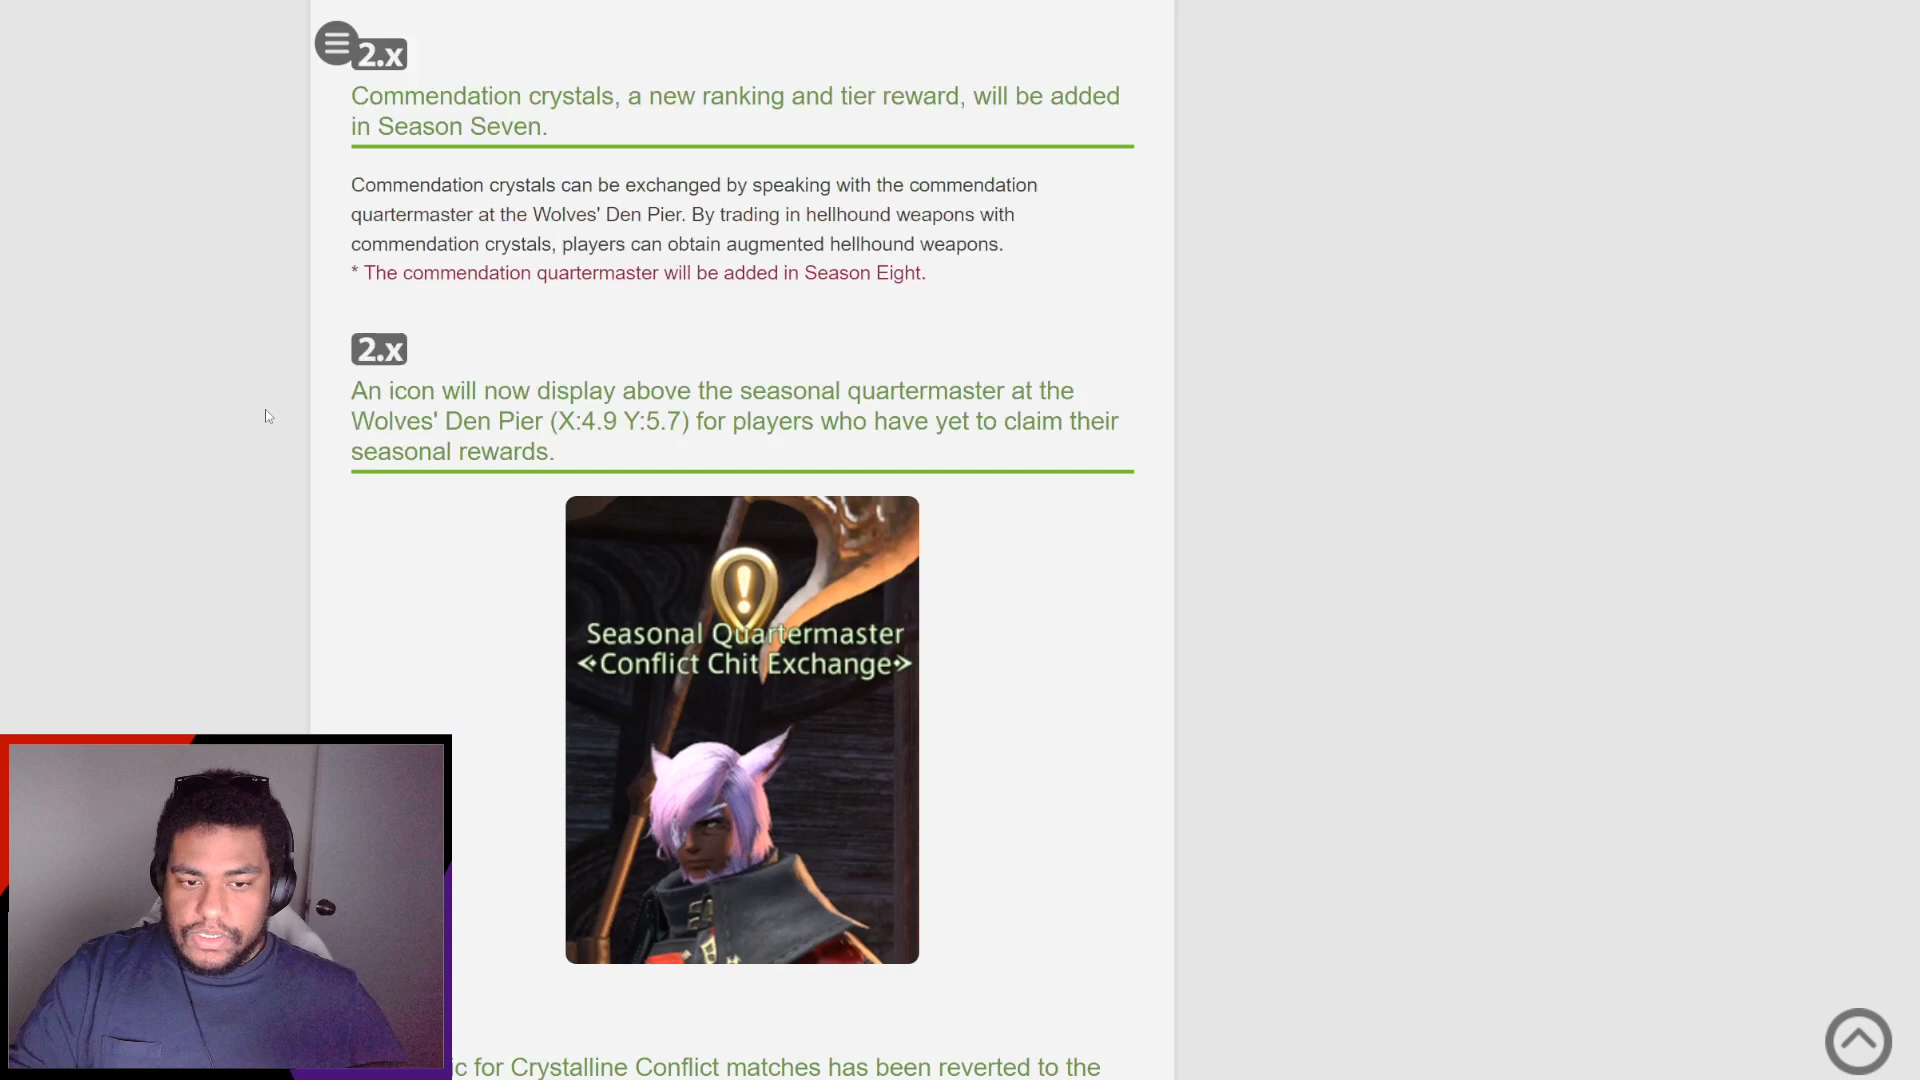 2.x
Commendation crystals, a new ranking and tier reward, will be added
in Season Seven.
Commendation crystals can be exchanged by speaking with the commendation
quartermaster at the Wolves' Den Pier. By trading in hellhound weapons with
commendation crystals, players can obtain augmented hellhound weapons.
* The commendation quartermaster will be added in Season Eight.
2.x
An icon will now display above the seasonal quartermaster at the
Wolves' Den Pier (X:4.9 Y:5.7) for players who have yet to claim their
seasonal rewards.
Seasonal Quartermaster
«Conflict Chit Exchange»
for Crystalline Conflict matches has been reverted to the